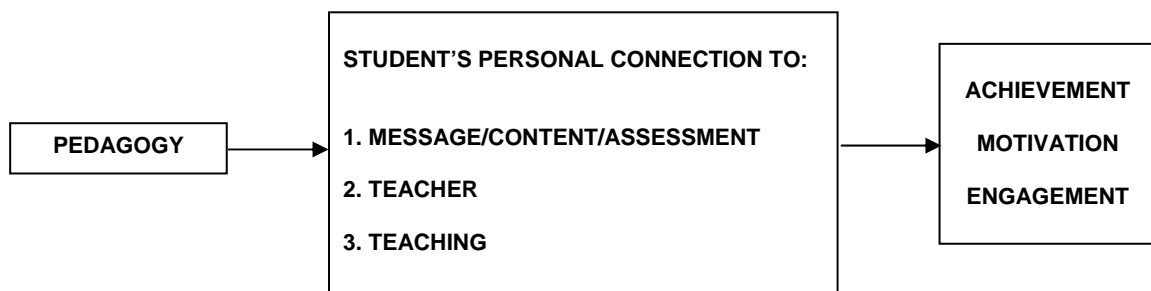 PEDAGOGY
STUDENT’S PERSONAL CONNECTION TO:
1. MESSAGE/CONTENT/ASSESSMENT
2. TEACHER
3. TEACHING
ACHIEVEMENT
MOTIVATION
ENGAGEMENT